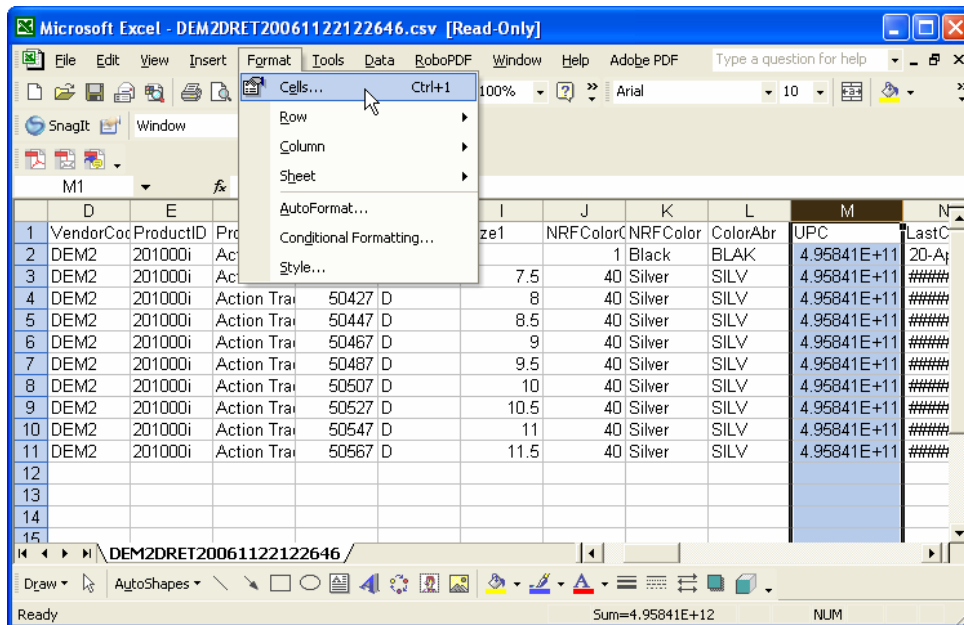 Microsoft Excel - DEM2DRET20061122122646.csv [Read-Only]
File Edit View Insert Format Tools Data RoboPDF Window Help Adobe PDF Type a question for help
Cells... Ctrl+1 100% Arial 10
SnagIt Window
Row
Column
Sheet
AutoFormat...
Conditional Formatting...
Style...
M1 fx
D E I J K L M N
1 VendorCod ProductID Pro ze1 NRFColorC NRFColor ColorAbr UPC LastC
2 DEM2 201000i Act 1 Black BLAK 4.95841E+11 20-Ap
3 DEM2 201000i Act 7.5 40 Silver SILV 4.95841E+11 #####
4 DEM2 201000i Action Trai 50427 D 8 40 Silver SILV 4.95841E+11 #####
5 DEM2 201000i Action Trai 50447 D 8.5 40 Silver SILV 4.95841E+11 #####
6 DEM2 201000i Action Trai 50467 D 9 40 Silver SILV 4.95841E+11 #####
7 DEM2 201000i Action Trai 50487 D 9.5 40 Silver SILV 4.95841E+11 #####
8 DEM2 201000i Action Trai 50507 D 10 40 Silver SILV 4.95841E+11 #####
9 DEM2 201000i Action Trai 50527 D 10.5 40 Silver SILV 4.95841E+11 #####
10 DEM2 201000i Action Trai 50547 D 11 40 Silver SILV 4.95841E+11 #####
11 DEM2 201000i Action Trai 50567 D 11.5 40 Silver SILV 4.95841E+11 #####
12
13
14
15
DEM2DRET20061122122646
Draw AutoShapes
Ready Sum=4.95841E+12 NUM